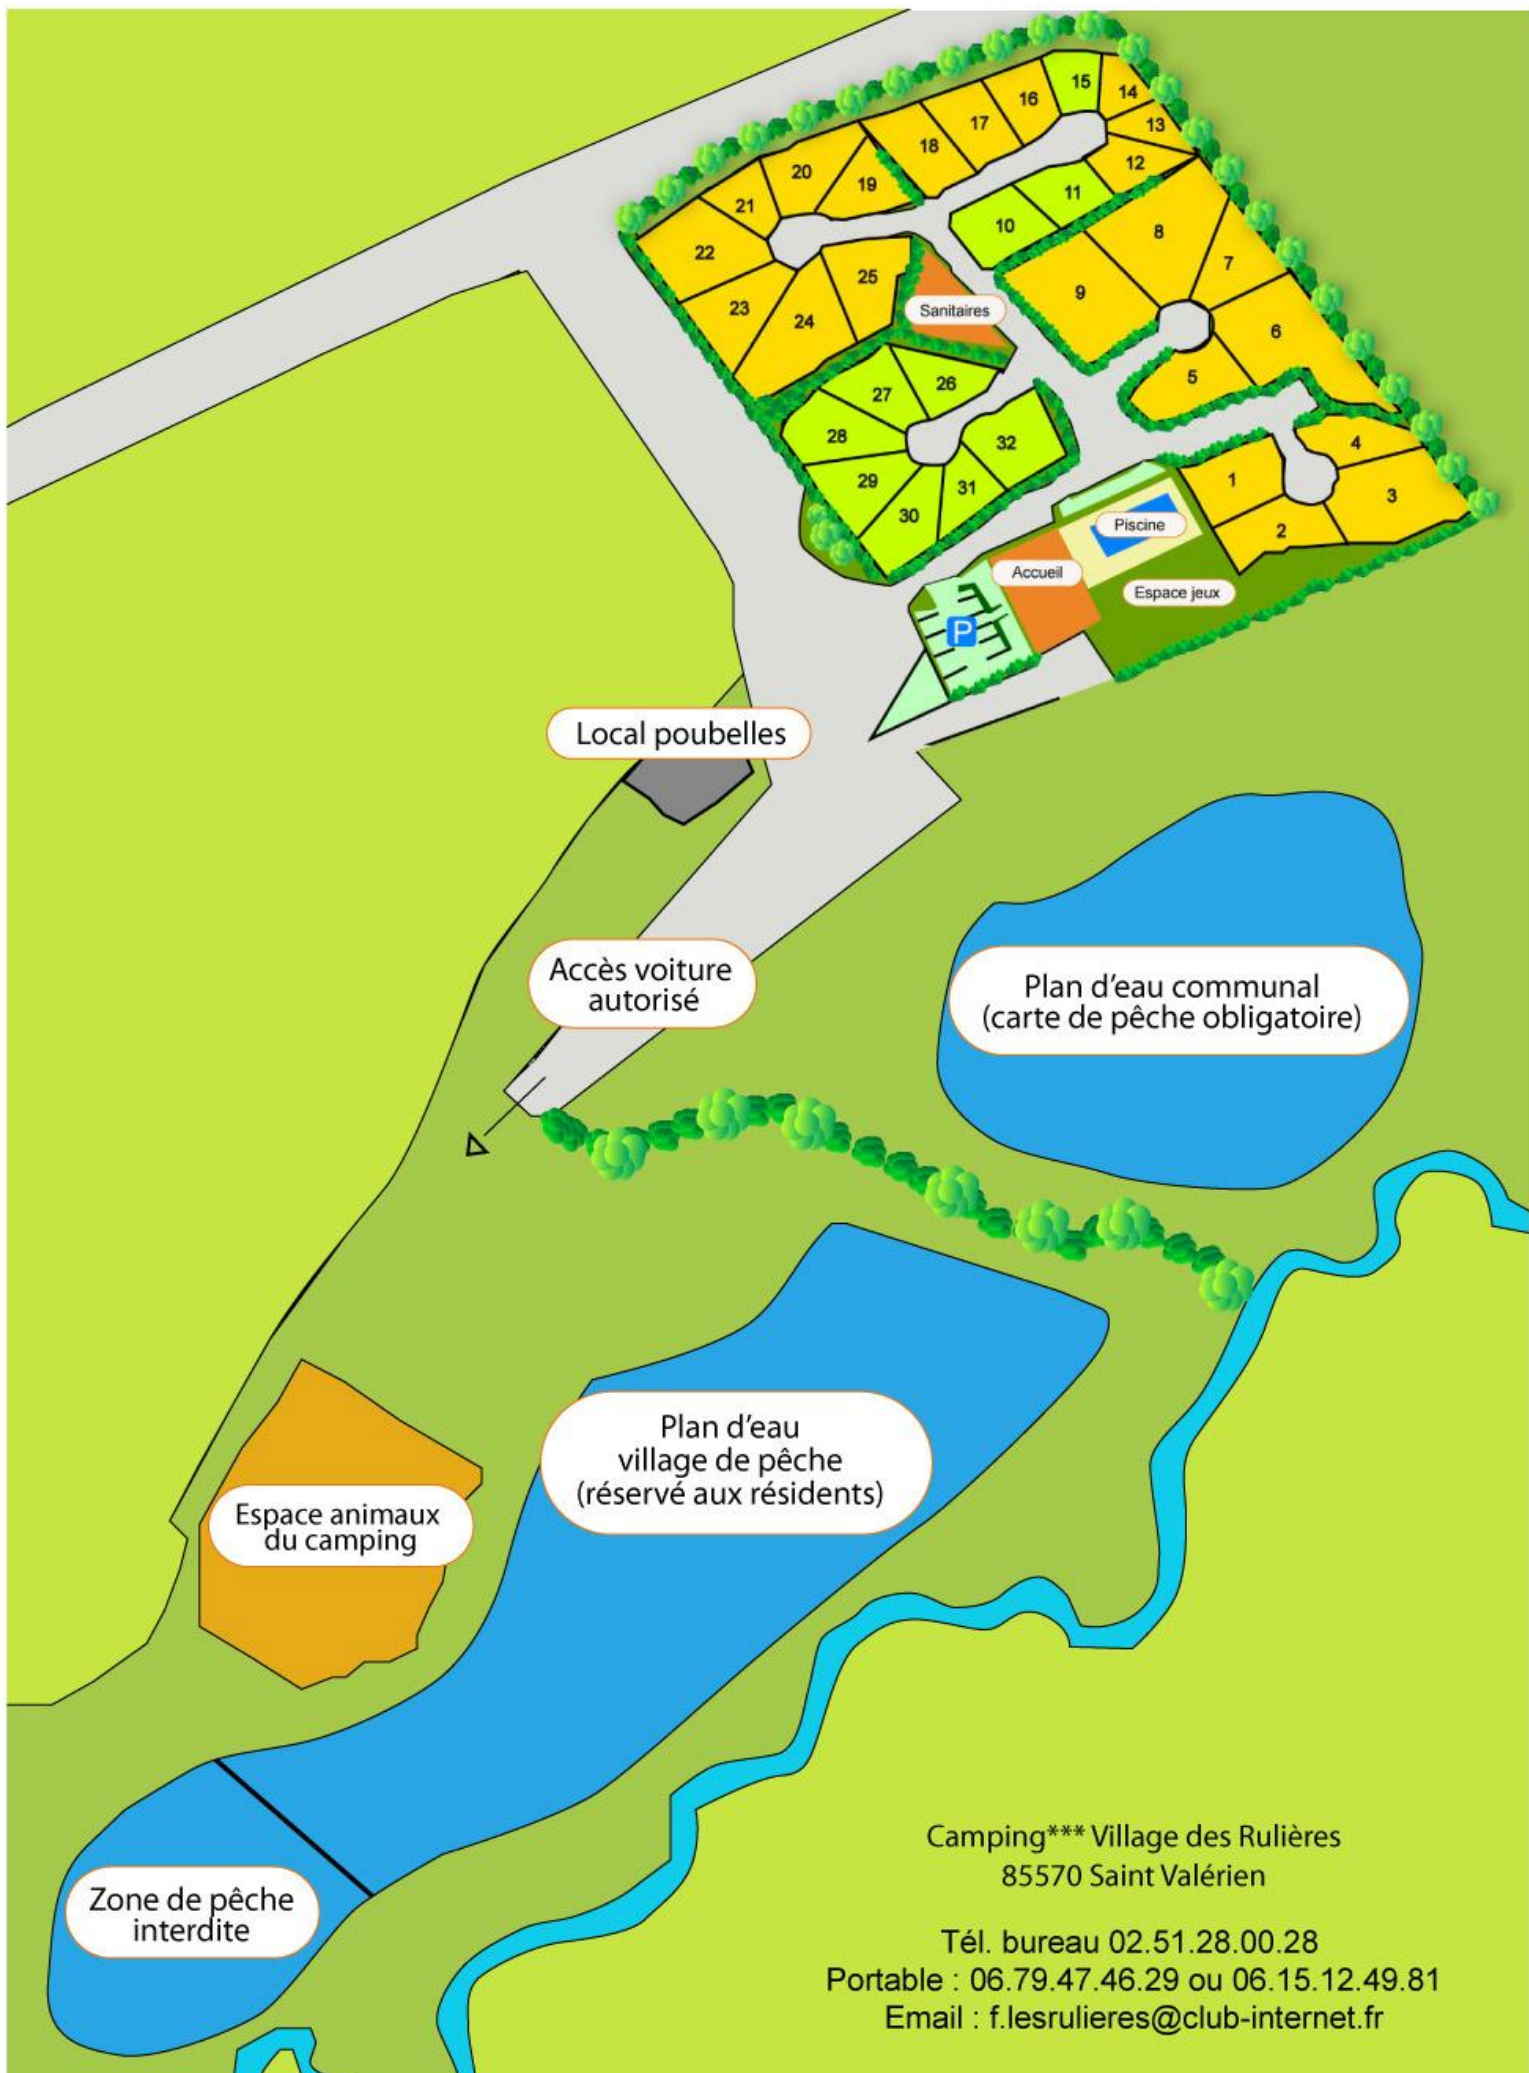 15
14
16
13
17
18
12
20
19
11
21
10
8
22
7
25
9
23
24
Sanitaires
6
5
26
27
28
32
4
1
29
31
3
30
2
Piscine
Accueil
Espace jeux
P
Local poubelles
Accès voiture
autorisé
Plan d'eau communal
(carte de pêche obligatoire)
Plan d'eau
village de pêche
(réservé aux résidents)
Espace animaux
du camping
Zone de pêche
interdite
Camping*** Village des Rulières
85570 Saint Valérien
Tél. bureau 02.51.28.00.28
Portable : 06.79.47.46.29 ou 06.15.12.49.81
Email : f.lesrulieres@club-internet.fr